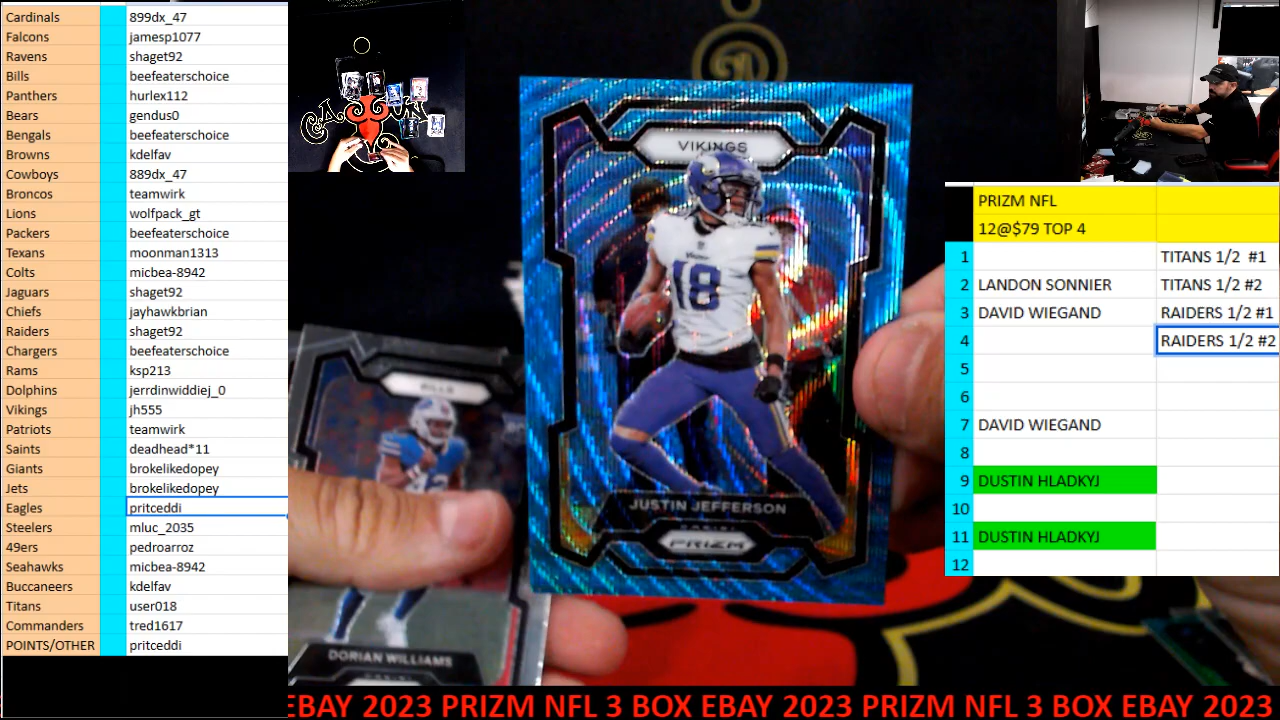 Cardinals 899dx_47
Falcons jamesp1077
Ravens shaget92
Bills beefeaterschoice
Panthers hurlex112
Bears gendus0
Bengals beefeaterschoice
Browns kdelfav
Cowboys 889dx_47
Broncos teamwirk
Lions wolfpack_gt
Packers beefeaterschoice
Texans moonman1313
Colts micbea-8942
Jaguars shaget92
Chiefs jayhawkbrian
Raiders shaget92
Chargers beefeaterschoice
Rams ksp213
Dolphins jerrdinwiddiej_0
Vikings jh555
Patriots teamwirk
Saints deadhead*11
Giants brokelikedopey
Jets brokelikedopey
Eagles pritceddi
Steelers mluc_2035
49ers pedroarroz
Seahawks micbea-8942
Buccaneers kdelfav
Titans user018
Commanders tred1617
POINTS/OTHER pritceddi
VIKINGS
18
JUSTIN JEFFERSON
PANINI
PRIZM
BILLS
DORIAN WILLIAMS
PRIZM NFL
12@$79 TOP 4
1 TITANS 1/2 #1
2 LANDON SONNIER TITANS 1/2 #2
3 DAVID WIEGAND RAIDERS 1/2 #1
4 RAIDERS 1/2 #2
5
6
7 DAVID WIEGAND
8
9 DUSTIN HLADKYJ
10
11 DUSTIN HLADKYJ
12
EBAY 2023 PRIZM NFL 3 BOX EBAY 2023 PRIZM NFL 3 BOX EBAY 2023